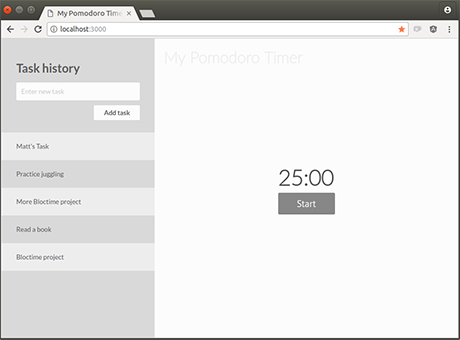 My Pomodoro Time
localhost:3000
Task history
My Pomodoro Timer
Enter new task
Add task
Matt's Task
Practice juggling
More Bloctime project
Read a book
Bloctime project
25:00
Start